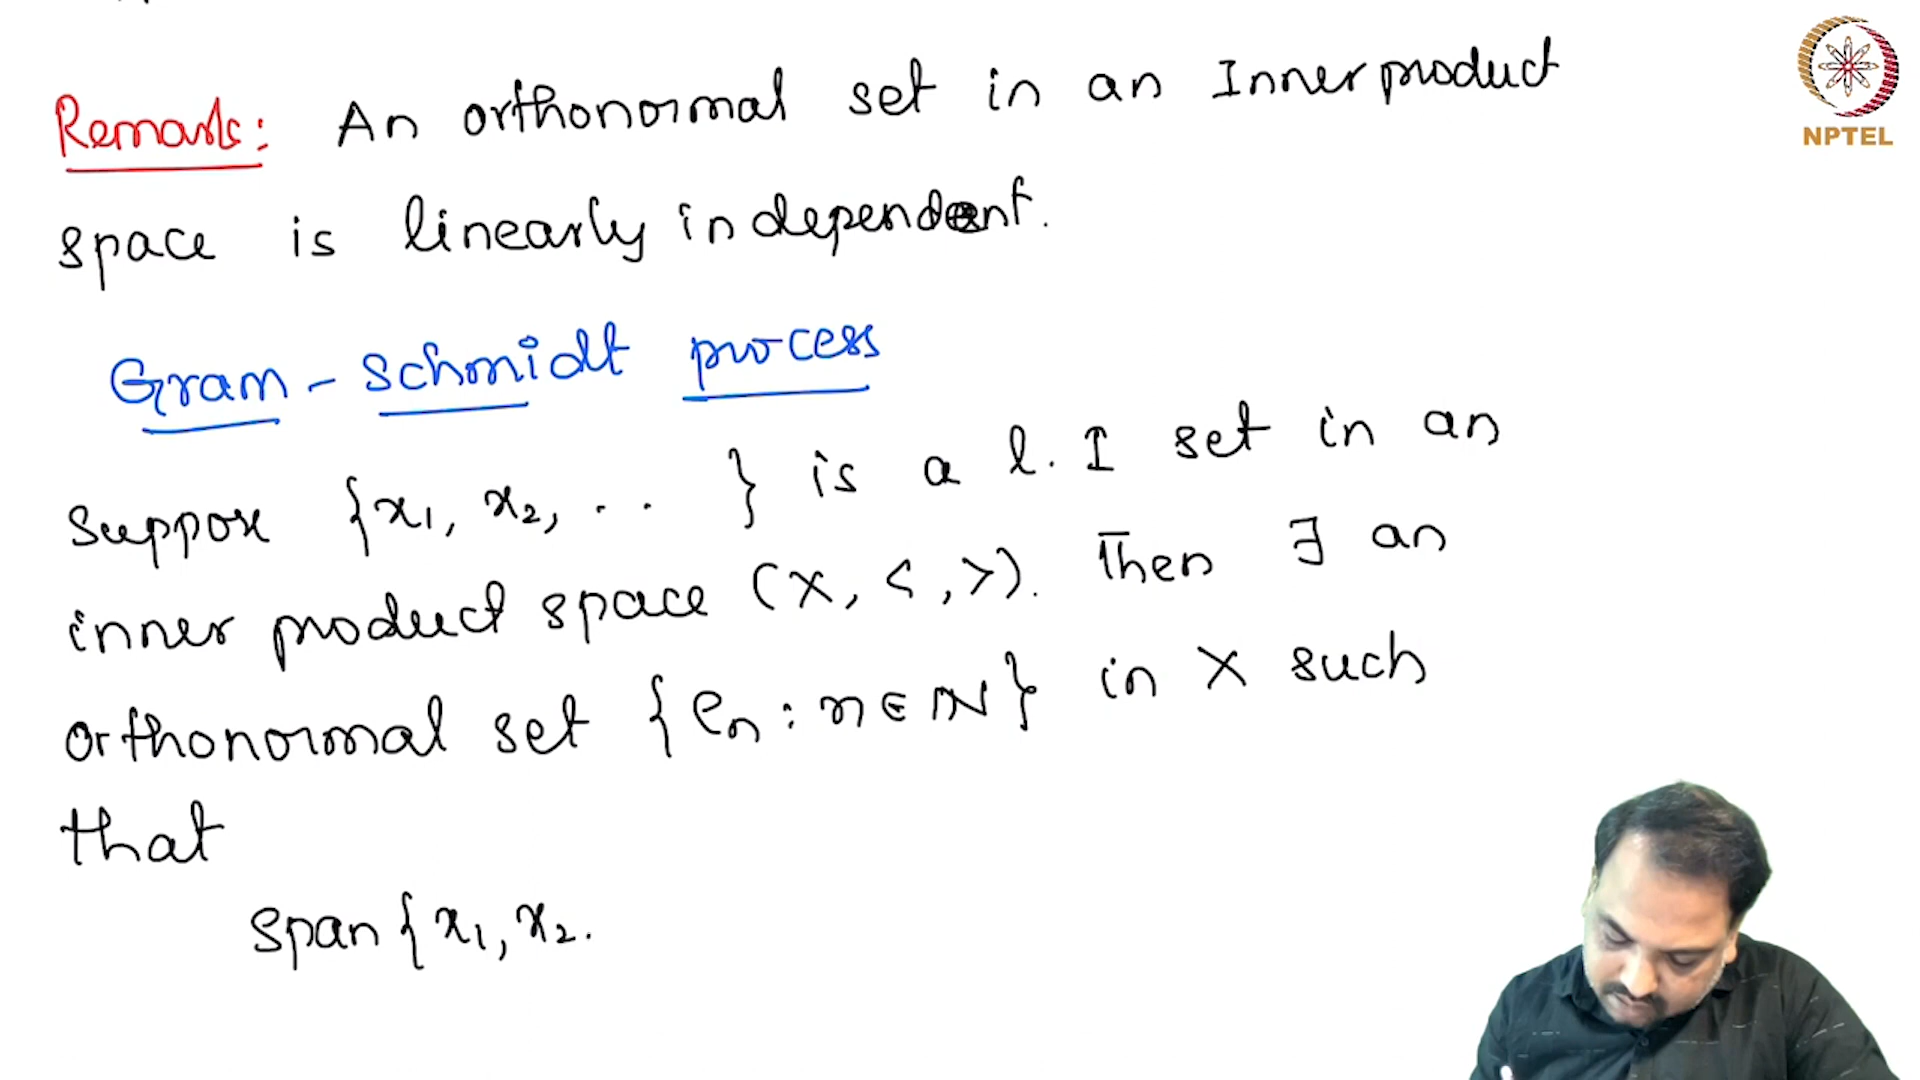 Remark: An orthonormal set in an Inner product
NPTEL
space is linearly independent.
Gram - Schmidt process
Suppose {x₁, x₂, . . . } is a l. I set in an
inner product space (X, < , >). Then ∃ an
orthonormal set {eₙ : n ∈ ℕ} in X such
that
span {x₁, x₂.